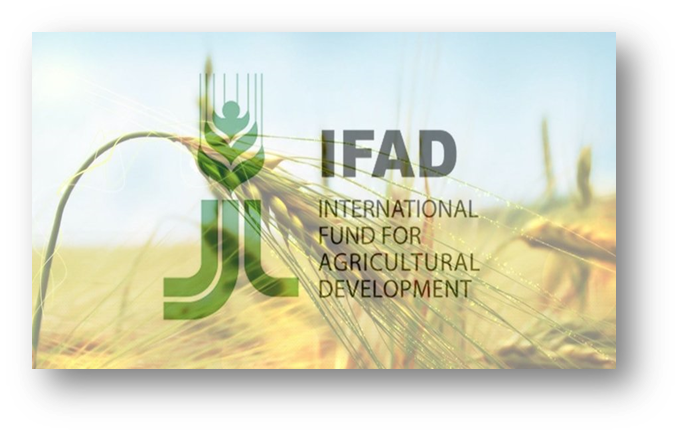 IFAD
INTERNATIONAL
FUND FOR
AGRICULTURAL
DEVELOPMENT